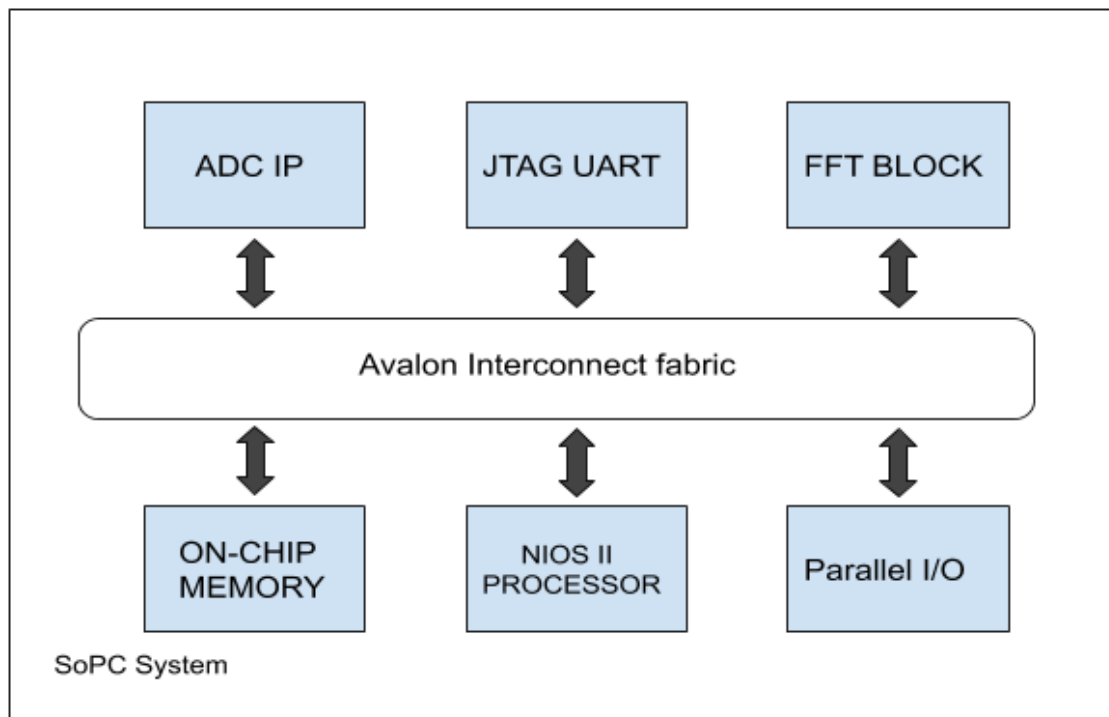 ADC IP
JTAG UART
FFT BLOCK
Avalon Interconnect fabric
ON-CHIP
MEMORY
NIOS II
PROCESSOR
Parallel I/O
SoPC System